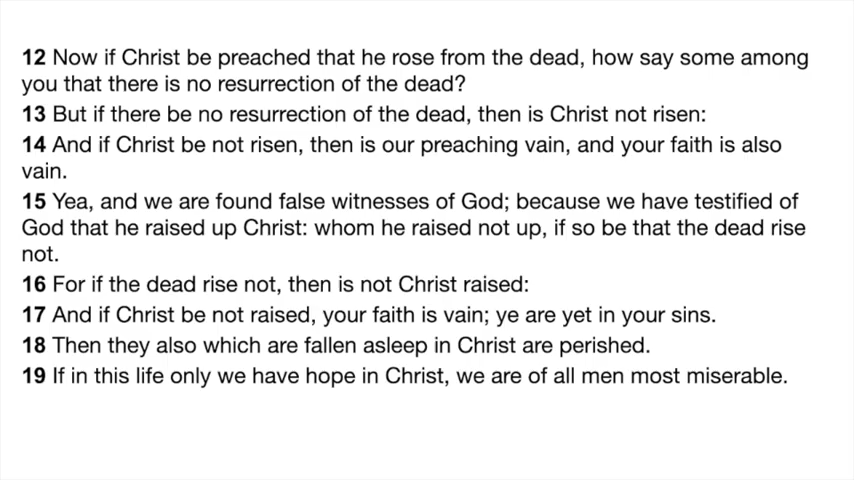 12 Now if Christ be preached that he rose from the dead, how say some among
you that there is no resurrection of the dead?
13 But if there be no resurrection of the dead, then is Christ not risen:
14 And if Christ be not risen, then is our preaching vain, and your faith is also
vain.
15 Yea, and we are found false witnesses of God; because we have testified of
God that he raised up Christ: whom he raised not up, if so be that the dead rise
not.
16 For if the dead rise not, then is not Christ raised:
17 And if Christ be not raised, your faith is vain; ye are yet in your sins.
18 Then they also which are fallen asleep in Christ are perished.
19 If in this life only we have hope in Christ, we are of all men most miserable.